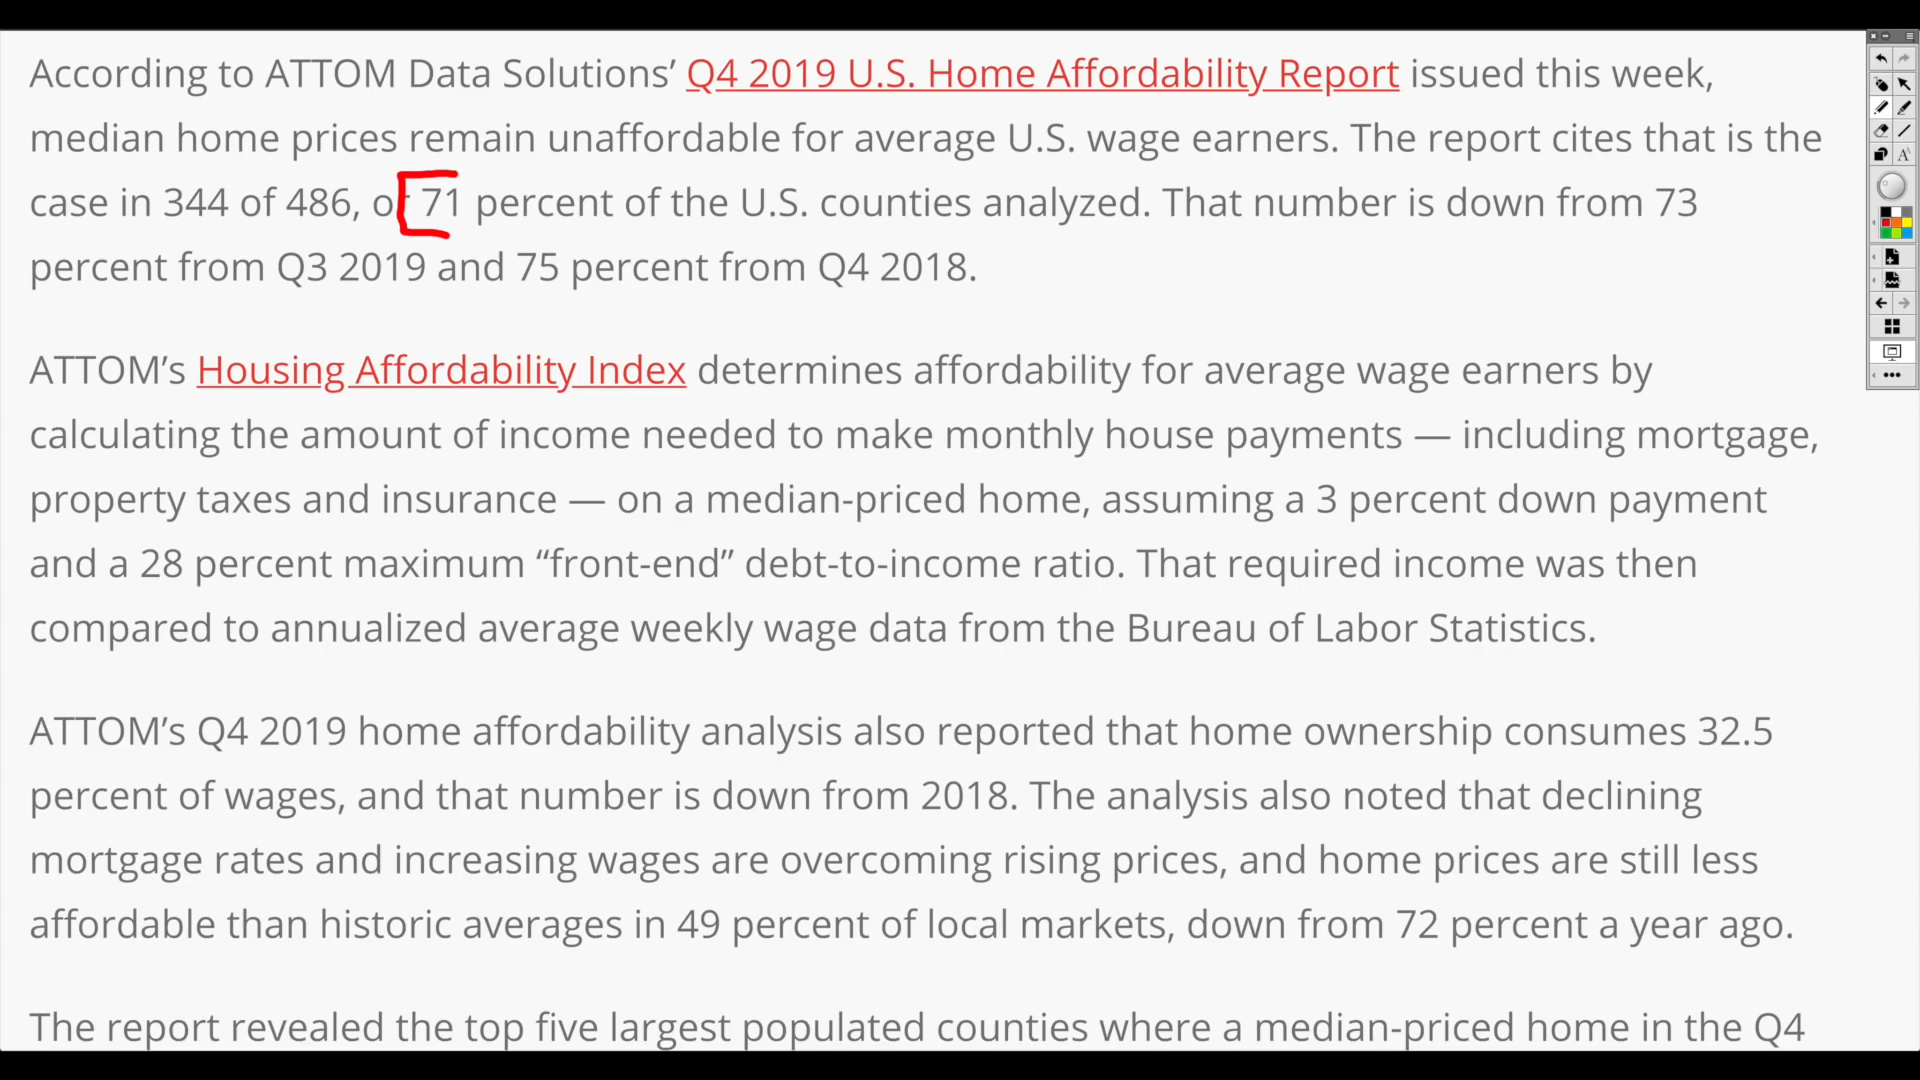 According to ATTOM Data Solutions’ Q4 2019 U.S. Home Affordability Report issued this week,
median home prices remain unaffordable for average U.S. wage earners. The report cites that is the
case in 344 of 486, or 71 percent of the U.S. counties analyzed. That number is down from 73
percent from Q3 2019 and 75 percent from Q4 2018.
ATTOM’s Housing Affordability Index determines affordability for average wage earners by
calculating the amount of income needed to make monthly house payments — including mortgage,
property taxes and insurance — on a median-priced home, assuming a 3 percent down payment
and a 28 percent maximum “front-end” debt-to-income ratio. That required income was then
compared to annualized average weekly wage data from the Bureau of Labor Statistics.
ATTOM’s Q4 2019 home affordability analysis also reported that home ownership consumes 32.5
percent of wages, and that number is down from 2018. The analysis also noted that declining
mortgage rates and increasing wages are overcoming rising prices, and home prices are still less
affordable than historic averages in 49 percent of local markets, down from 72 percent a year ago.
The report revealed the top five largest populated counties where a median-priced home in the Q4